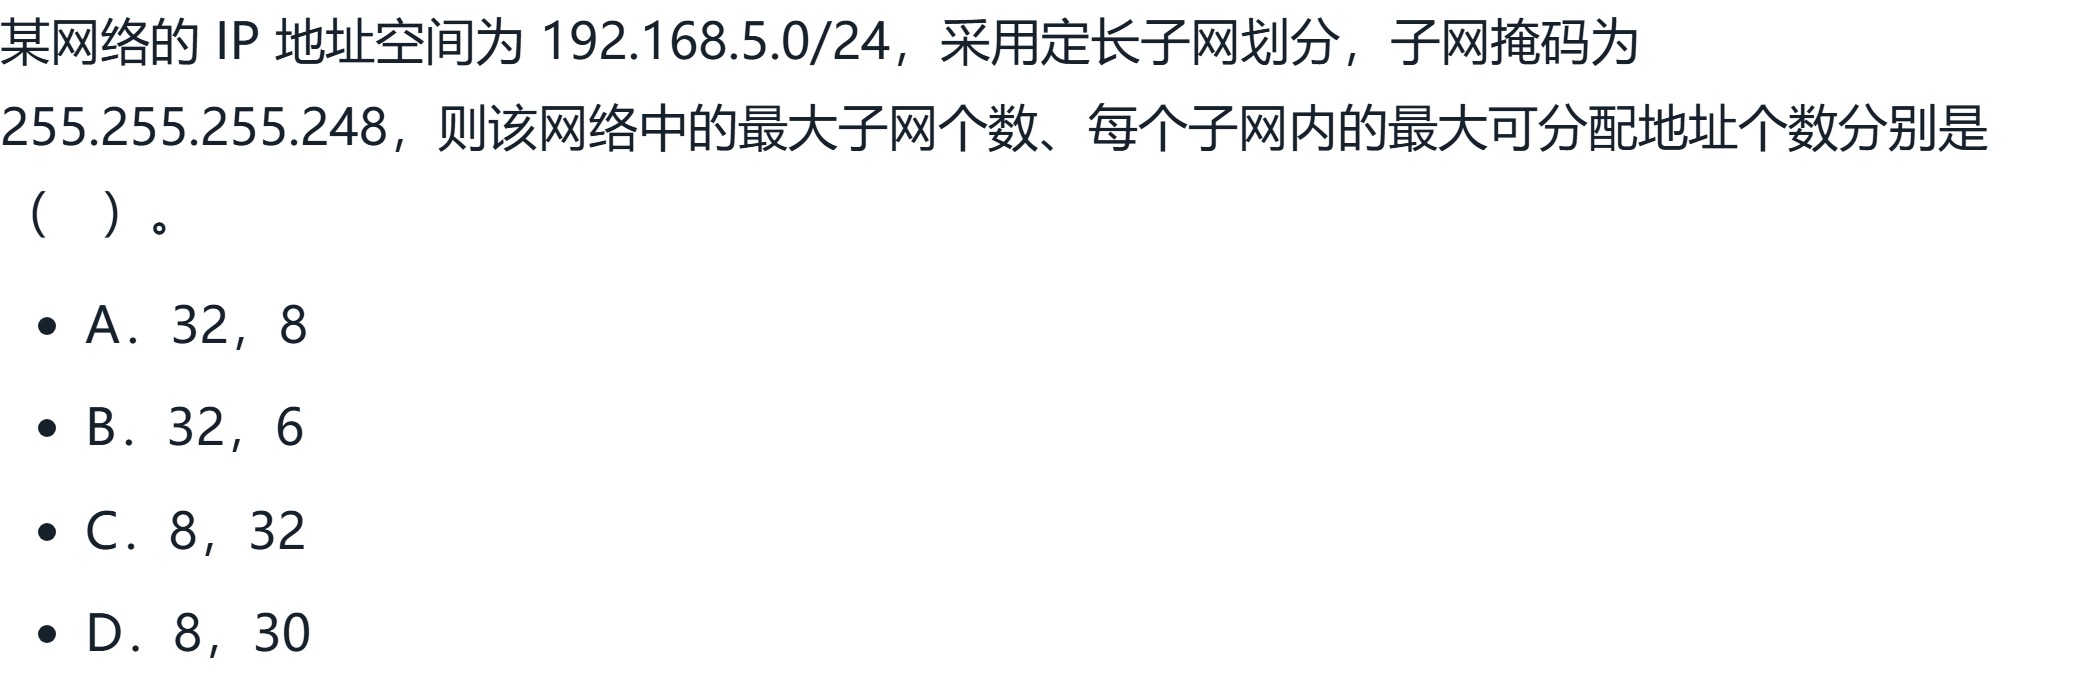 某网络的 IP 地址空间为 192.168.5.0/24，采用定长子网划分，子网掩码为
255.255.255.248，则该网络中的最大子网个数、每个子网内的最大可分配地址个数分别是
（ ）。
• A．32，8
• B．32，6
• C．8，32
• D．8，30